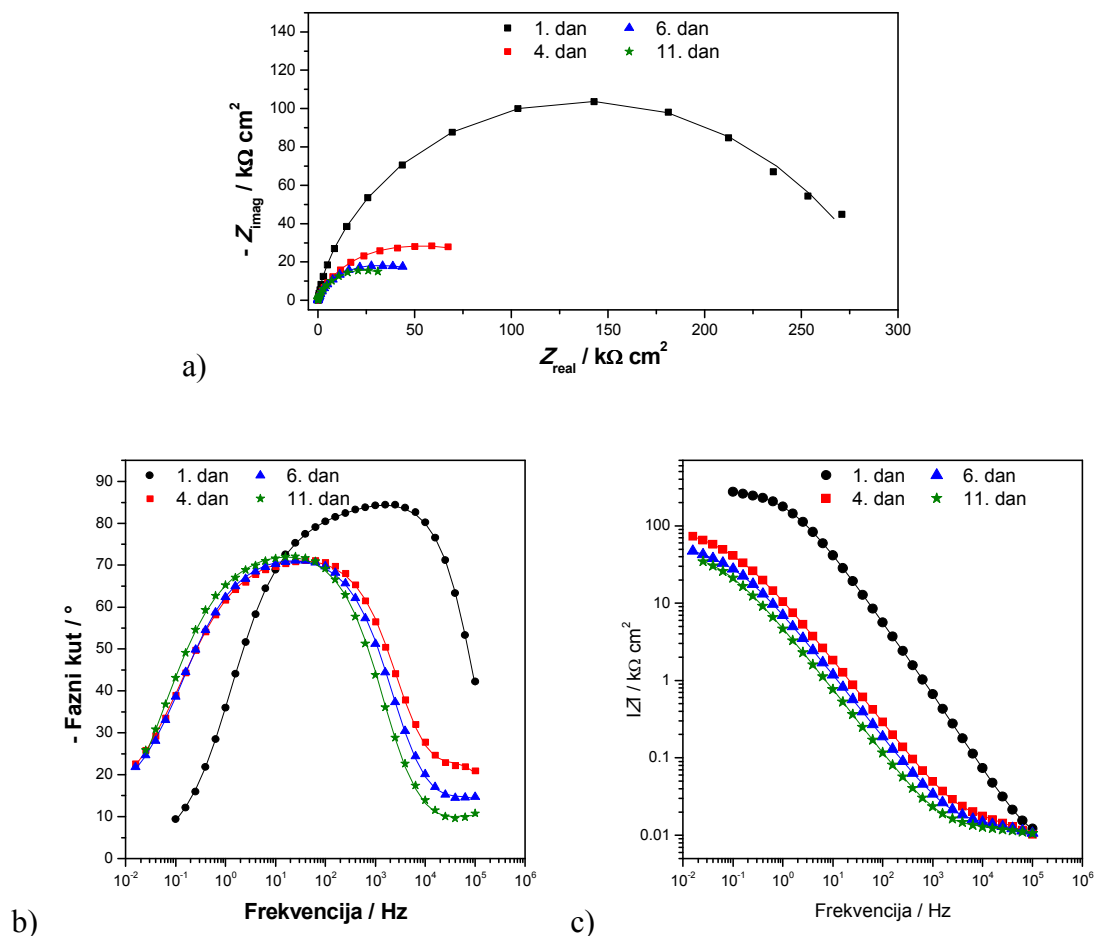 1. dan 6. dan
4. dan 11. dan
140
120
100
80
60
40
20
0
- Zimag / kΩ cm²
0 50 100 150 200 250 300
Zreal / kΩ cm²
a)
1. dan 6. dan
4. dan 11. dan
90
80
70
60
50
40
30
20
10
0
- Fazni kut / °
10⁻² 10⁻¹ 10⁰ 10¹ 10² 10³ 10⁴ 10⁵ 10⁶
Frekvencija / Hz
b)
1. dan 6. dan
4. dan 11. dan
100
10
1
0.1
0.01
|Z| / kΩ cm²
10⁻² 10⁻¹ 10⁰ 10¹ 10² 10³ 10⁴ 10⁵ 10⁶
Frekvencija / Hz
c)